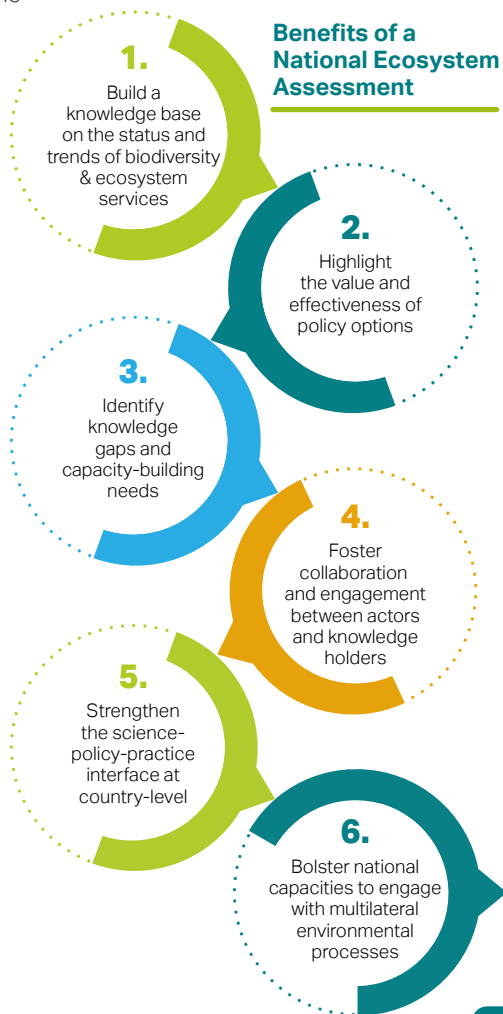 Benefits of a
National Ecosystem
Assessment
1.
Build a
knowledge base
on the status and
trends of biodiversity
& ecosystem
services
2.
Highlight
the value and
effectiveness of
policy options
3.
Identify
knowledge
gaps and
capacity-building
needs
4.
Foster
collaboration
and engagement
between actors
and knowledge
holders
5.
Strengthen
the science-
policy-practice
interface at
country-level
6.
Bolster national
capacities to engage
with multilateral
environmental
processes